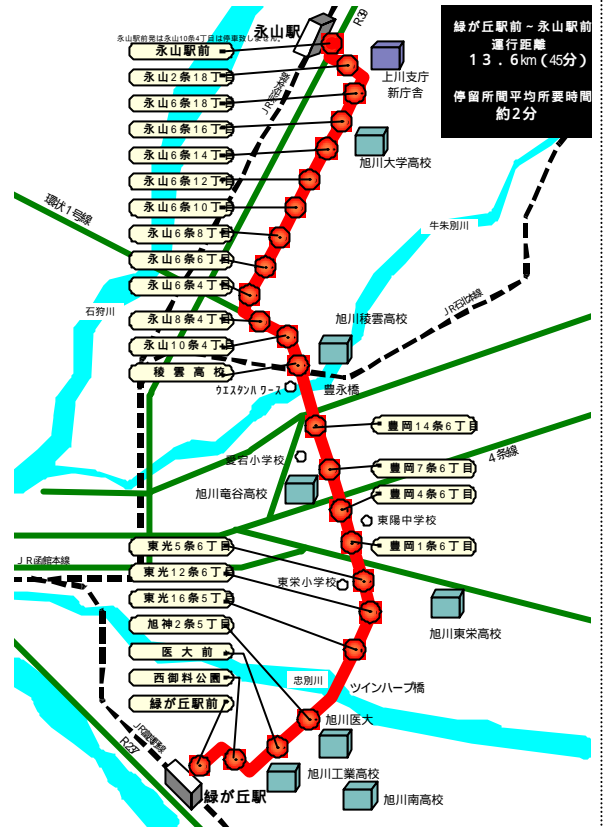 永山駅前発は永山10条4丁目は停車致しません。
永山駅
R39
緑が丘駅前～永山駅前
運行距離
13.6km(45分)
停留所間平均所要時間
約2分
永山駅前
永山2条18丁目
永山6条18丁目
永山6条16丁目
永山6条14丁目
永山6条12丁目
永山6条10丁目
永山6条8丁目
永山6条6丁目
永山6条4丁目
永山8条4丁目
永山10条4丁目
稜雲高校
上川支庁
新庁舎
旭川大学高校
環状1号線
牛朱別川
石狩川
JR石北本線
旭川稜雲高校
ウエスタンパワーズ
豊永橋
豊岡14条6丁目
愛宕小学校
豊岡7条6丁目
4条線
旭川竜谷高校
豊岡4条6丁目
東陽中学校
豊岡1条6丁目
東光5条6丁目
JR函館本線
東光12条6丁目
東栄小学校
東光16条5丁目
旭川東栄高校
旭神2条5丁目
医大前
西御料公園
忠別川
ツインハープ橋
緑が丘駅前
旭川医大
JR富良野線
R237
旭川工業高校
緑が丘駅
旭川南高校